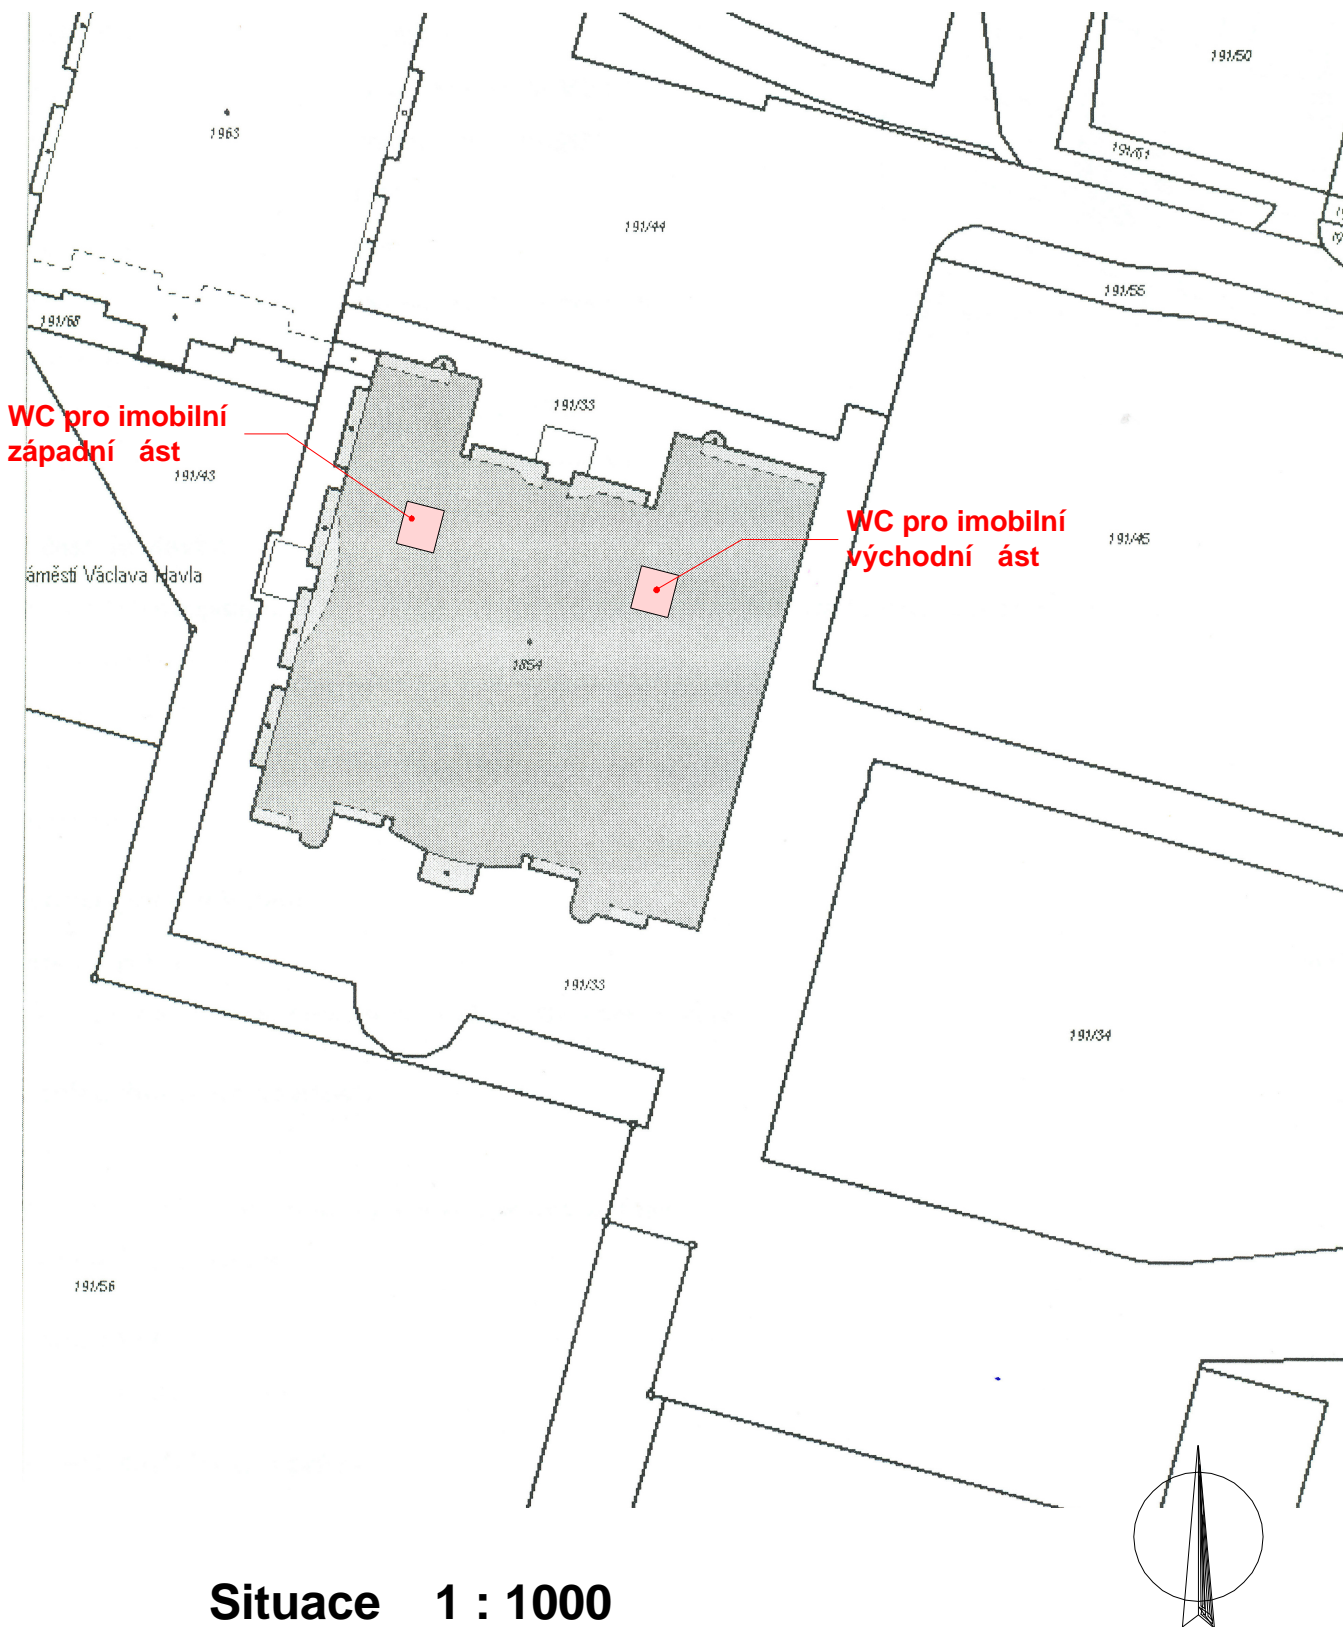 191/50
1963
191/61
191/44
191/55
191/68
191/33
WC pro imobilní
západní ást
191/43
WC pro imobilní
východní ást
191/45
áměstí Václava Havla
1854
191/33
191/34
191/56
Situace 1 : 1000